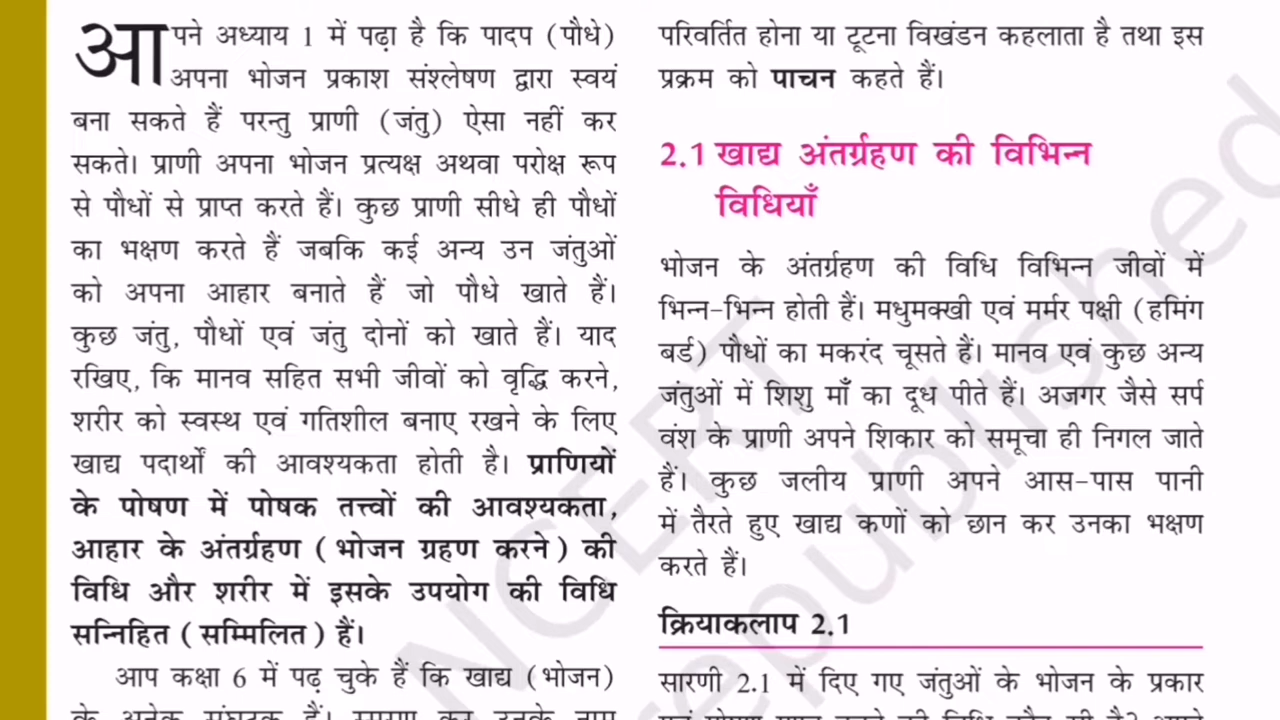 आपने अध्याय 1 में पढ़ा है कि पादप (पौधे)
अपना भोजन प्रकाश संश्लेषण द्वारा स्वयं
बना सकते हैं परन्तु प्राणी (जंतु) ऐसा नहीं कर
सकते। प्राणी अपना भोजन प्रत्यक्ष अथवा परोक्ष रूप
से पौधों से प्राप्त करते हैं। कुछ प्राणी सीधे ही पौधों
का भक्षण करते हैं जबकि कई अन्य उन जंतुओं
को अपना आहार बनाते हैं जो पौधे खाते हैं।
कुछ जंतु, पौधों एवं जंतु दोनों को खाते हैं। याद
रखिए, कि मानव सहित सभी जीवों को वृद्धि करने,
शरीर को स्वस्थ एवं गतिशील बनाए रखने के लिए
खाद्य पदार्थों की आवश्यकता होती है। प्राणियों
के पोषण में पोषक तत्त्वों की आवश्यकता,
आहार के अंतर्ग्रहण (भोजन ग्रहण करने) की
विधि और शरीर में इसके उपयोग की विधि
सन्निहित (सम्मिलित) हैं।
आप कक्षा 6 में पढ़ चुके हैं कि खाद्य (भोजन)
परिवर्तित होना या टूटना विखंडन कहलाता है तथा इस
प्रक्रम को पाचन कहते हैं।
2.1 खाद्य अंतर्ग्रहण की विभिन्न
विधियाँ
भोजन के अंतर्ग्रहण की विधि विभिन्न जीवों में
भिन्न-भिन्न होती हैं। मधुमक्खी एवं मर्मर पक्षी (हमिंग
बर्ड) पौधों का मकरंद चूसते हैं। मानव एवं कुछ अन्य
जंतुओं में शिशु माँ का दूध पीते हैं। अजगर जैसे सर्प
वंश के प्राणी अपने शिकार को समूचा ही निगल जाते
हैं। कुछ जलीय प्राणी अपने आस-पास पानी
में तैरते हुए खाद्य कणों को छान कर उनका भक्षण
करते हैं।
क्रियाकलाप 2.1
सारणी 2.1 में दिए गए जंतुओं के भोजन के प्रकार
NCERT
republished